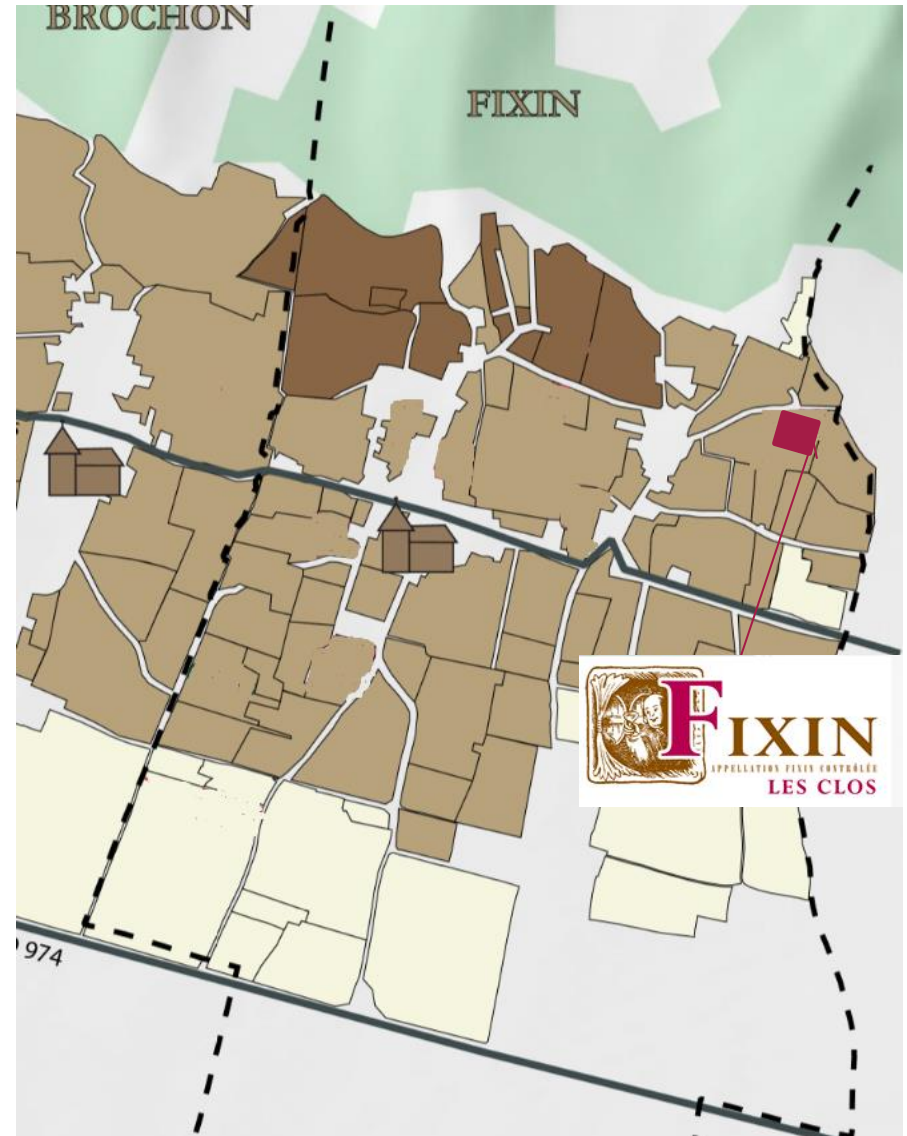 BROCHON
FIXIN
FIXIN
APPELLATION FIXIN CONTRÔLÉE
LES CLOS
974